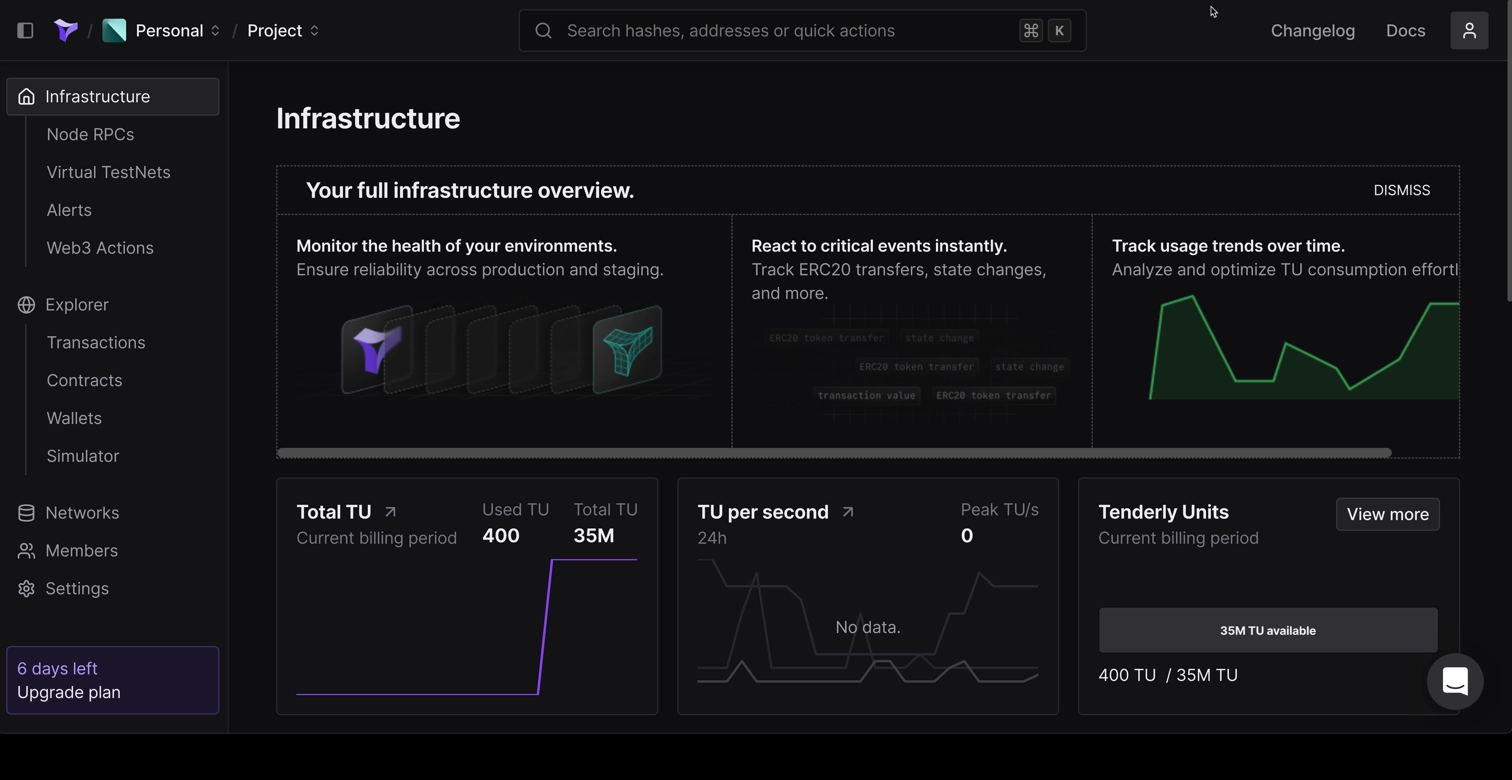 / Personal / Project
Search hashes, addresses or quick actions ⌘ K
Changelog Docs
Infrastructure
Node RPCs
Virtual TestNets
Alerts
Web3 Actions
Explorer
Transactions
Contracts
Wallets
Simulator
Networks
Members
Settings
6 days left
Upgrade plan
Infrastructure
Your full infrastructure overview. DISMISS
Monitor the health of your environments.
Ensure reliability across production and staging.
React to critical events instantly.
Track ERC20 transfers, state changes,
and more.
ERC20 token transfer state change
ERC20 token transfer state change
transaction value ERC20 token transfer
Track usage trends over time.
Analyze and optimize TU consumption effortl
Total TU
Current billing period
Used TU
400
Total TU
35M
TU per second
24h
Peak TU/s
0
No data.
Tenderly Units
Current billing period
View more
35M TU available
400 TU / 35M TU